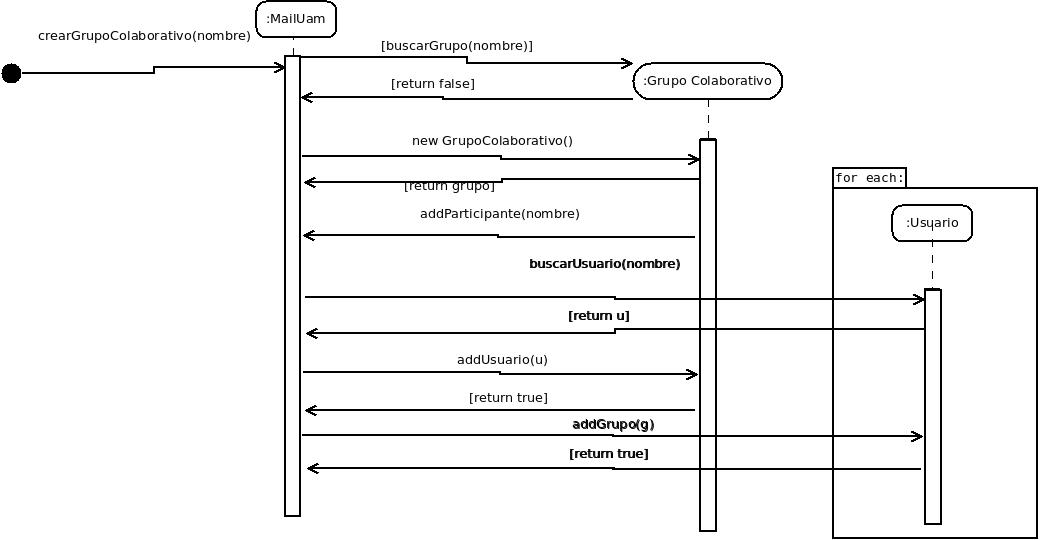 :MailUam
crearGrupoColaborativo(nombre)
[buscarGrupo(nombre)]
:Grupo Colaborativo
[return false]
new GrupoColaborativo()
[return grupo]
for each:
addParticipante(nombre)
:Usuario
buscarUsuario(nombre)
[return u]
addUsuario(u)
[return true]
addGrupo(g)
[return true]